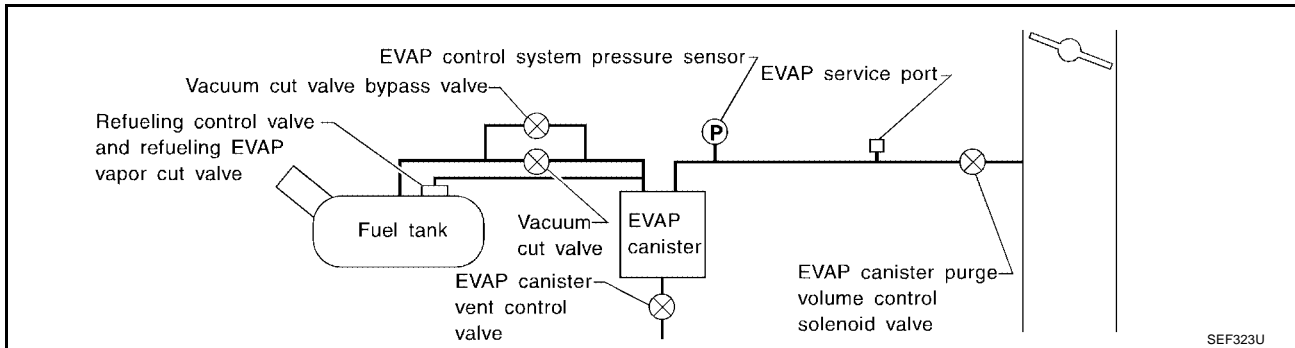 EVAP control system pressure sensor
EVAP service port
Vacuum cut valve bypass valve
Refueling control valve
and refueling EVAP
vapor cut valve
P
Fuel tank
Vacuum
cut valve
EVAP
canister
EVAP canister
vent control
valve
EVAP canister purge
volume control
solenoid valve
SEF323U